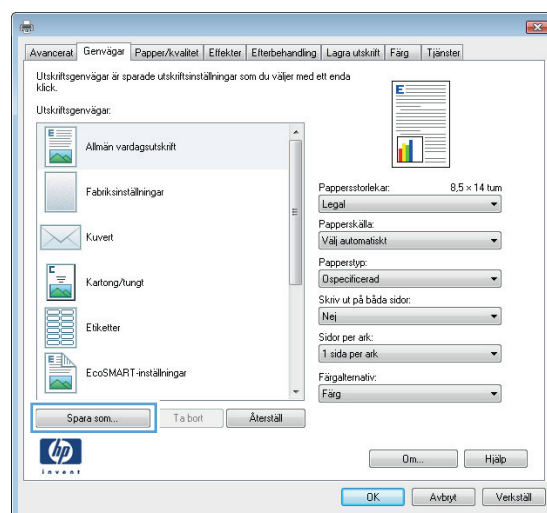 Avancerat Genvägar Papper/kvalitet Effekter Efterbehandling Lagra utskrift Färg Tjänster
Utskriftsgenvägar är sparade utskriftsinställningar som du väljer med ett enda
klick.
Utskriftsgenvägar:
E
Allmän vardagsutskrift
Fabriksinställningar
Kuvert
Kartong/tungt
Etiketter
EcoSMART-inställningar
E
Pappersstorlekar: 8,5 × 14 tum
Legal
Papperskälla:
Välj automatiskt
Papperstyp:
Ospecificerad
Skriv ut på båda sidor:
Nej
Sidor per ark:
1 sida per ark
Färgalternativ:
Färg
Spara som... Ta bort Återställ
hp
invent
Om... Hjälp
OK Avbryt Verkställ